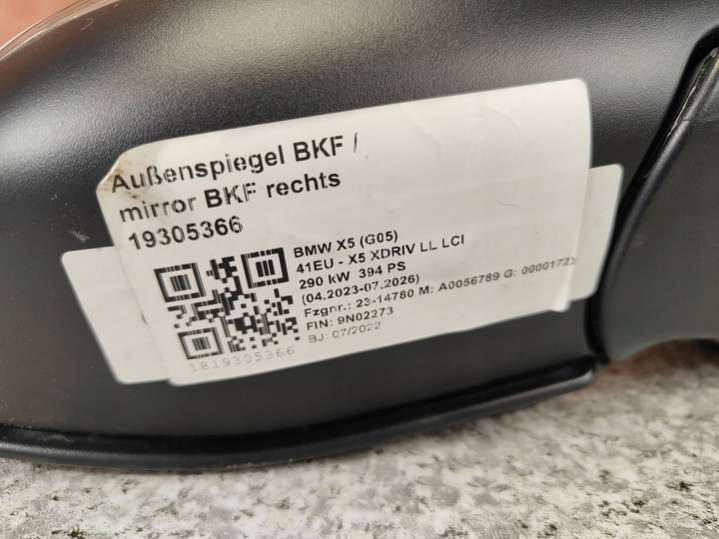 Außenspiegel BKF /
mirror BKF rechts
19305366
BMW X5 (G05)
41EU - X5 XDRIV LL LCI
290 kW 394 PS
(04.2023-07.2026)
Fzgnr.: 23-14780 M: A0056789 G:
FIN: 9N02273
BJ: 07/2022
1819305366